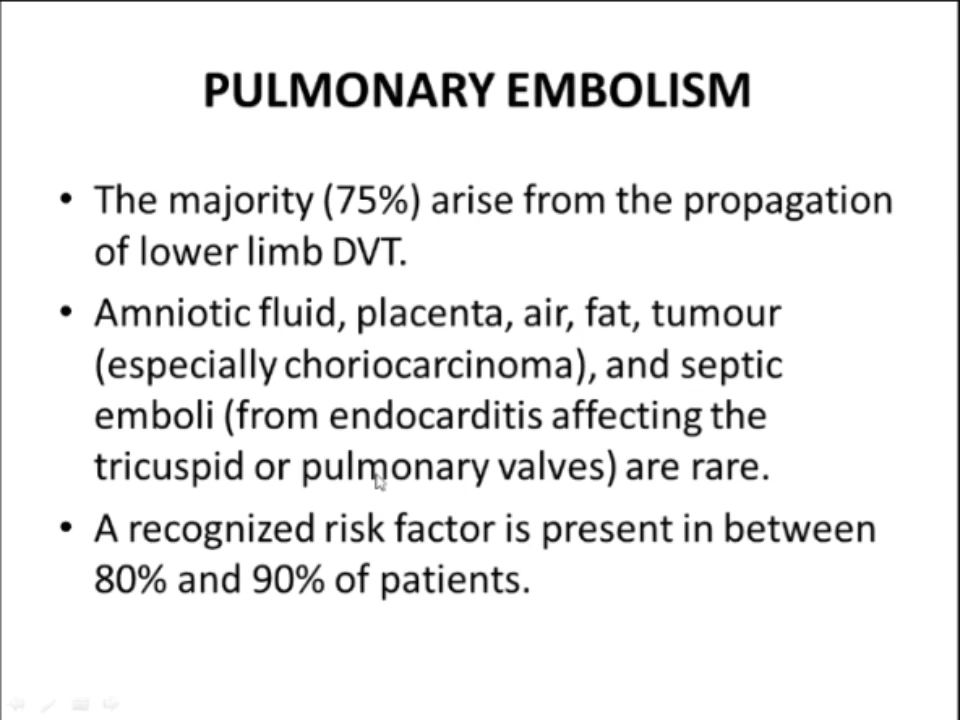 PULMONARY EMBOLISM
• The majority (75%) arise from the propagation
of lower limb DVT.
• Amniotic fluid, placenta, air, fat, tumour
(especially choriocarcinoma), and septic
emboli (from endocarditis affecting the
tricuspid or pulmonary valves) are rare.
• A recognized risk factor is present in between
80% and 90% of patients.